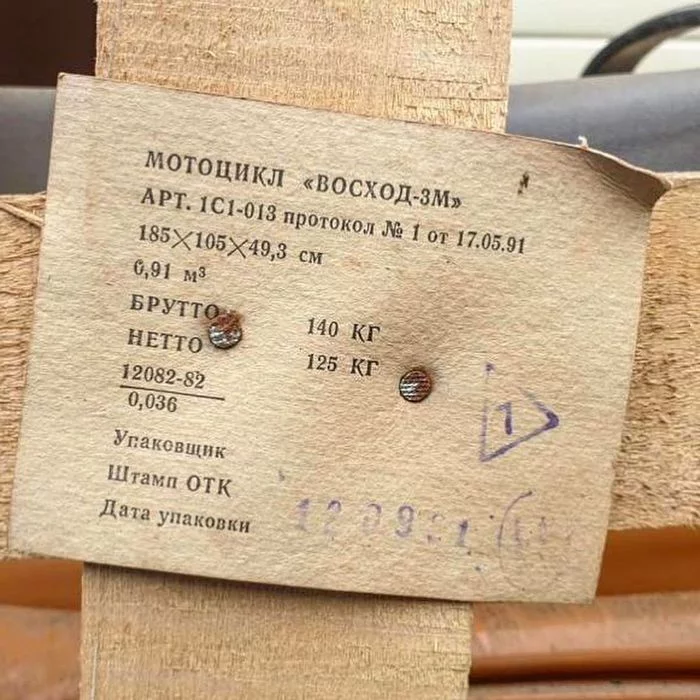 МОТОЦИКЛ «ВОСХОД-3М»
АРТ. 1С1-013 протокол № 1 от 17.05.91
185×105×49,3 см
0,91 м³
БРУТТО 140 КГ
НЕТТО 125 КГ
12082-82
0,036
1
Упаковщик
Штамп ОТК
Дата упаковки